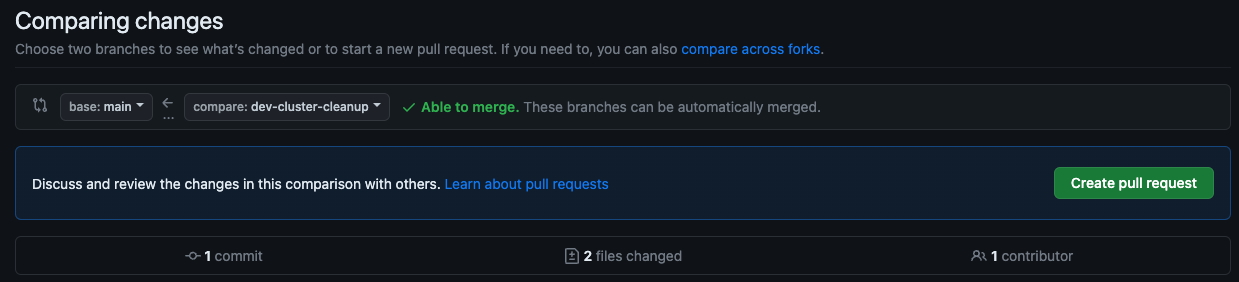 Comparing changes
Choose two branches to see what's changed or to start a new pull request. If you need to, you can also compare across forks.
base: main ... compare: dev-cluster-cleanup Able to merge. These branches can be automatically merged.
Discuss and review the changes in this comparison with others. Learn about pull requests Create pull request
1 commit 2 files changed 1 contributor